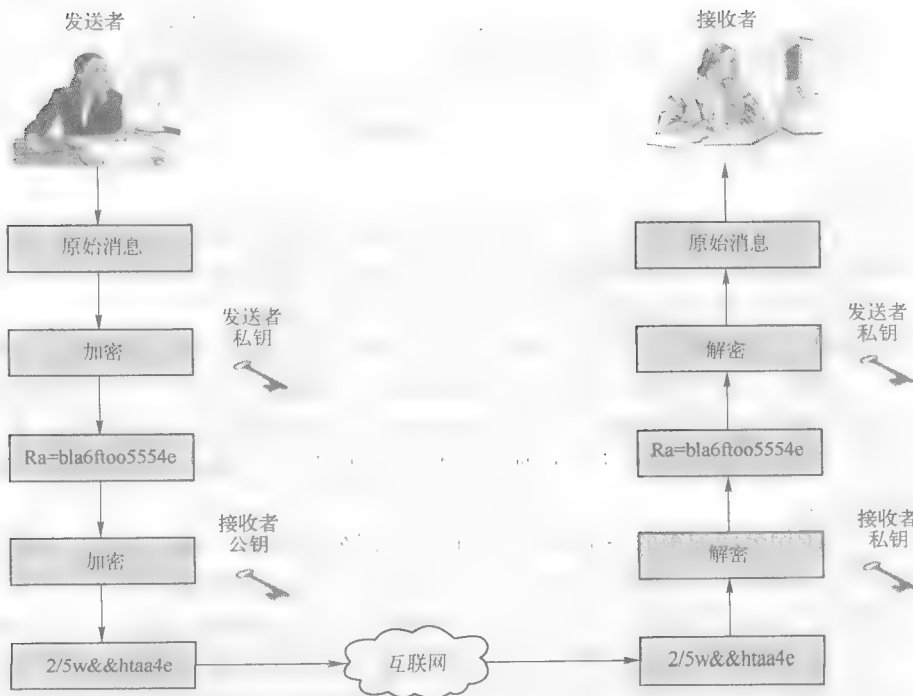 发送者
原始消息
加密
发送者
私钥
Ra=bla6ftoo5554e
加密
接收者
公钥
2/5w&&htaa4e
互联网
接收者
原始消息
解密
发送者
私钥
Ra=bla6ftoo5554e
解密
接收者
私钥
2/5w&&htaa4e